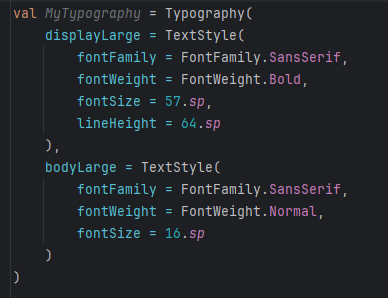 val MyTypography = Typography(
    displayLarge = TextStyle(
        fontFamily = FontFamily.SansSerif,
        fontWeight = FontWeight.Bold,
        fontSize = 57.sp,
        lineHeight = 64.sp
    ),
    bodyLarge = TextStyle(
        fontFamily = FontFamily.SansSerif,
        fontWeight = FontWeight.Normal,
        fontSize = 16.sp
    )
)